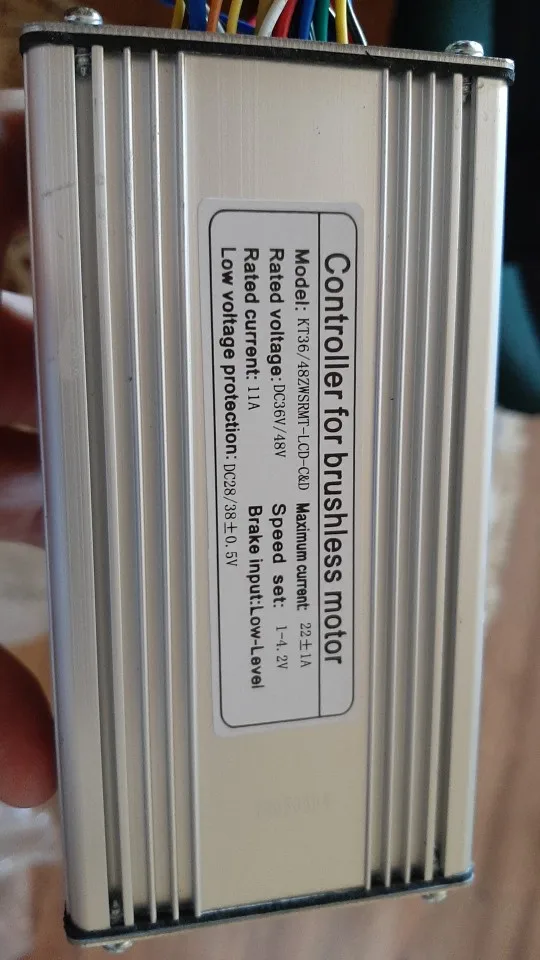 Controller for brushless motor
Model: KT36/48ZWSRMT-LCD-C&D Maximum current: 22±1A
Rated voltage: DC36V/48V Speed set: 1-4.2V
Rated current: 11A Brake input:Low-Level
Low voltage protection: DC28/38±0.5V